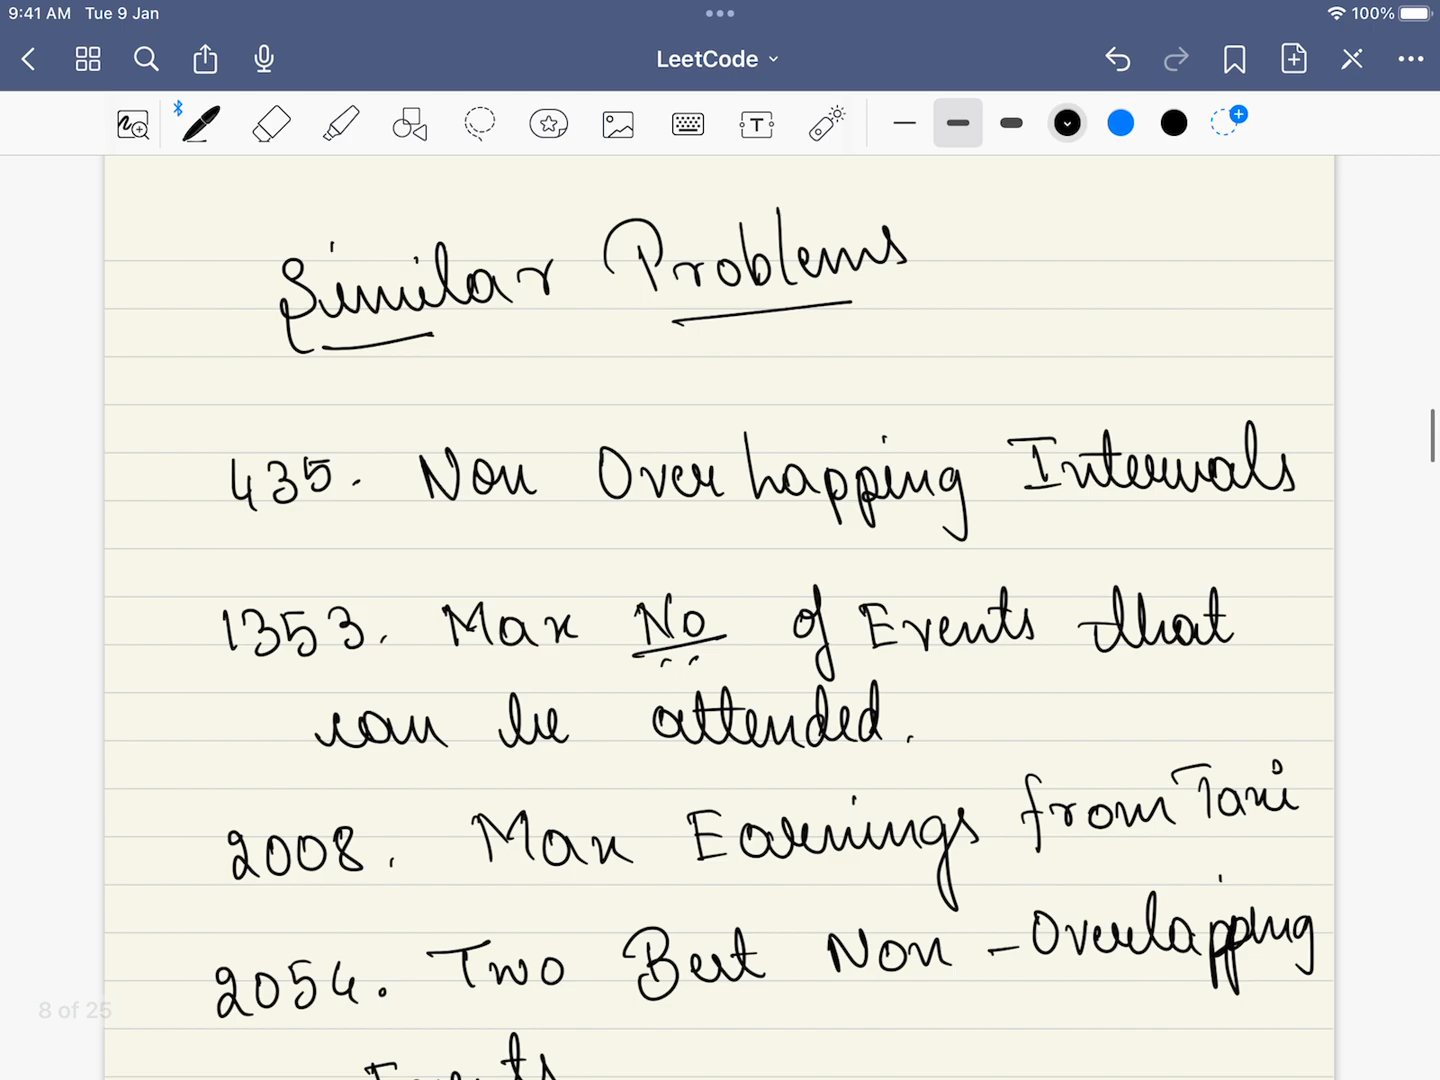 9:41 AM Tue 9 Jan
100%
LeetCode
T
Similar Problems
435. Non Overlapping Intervals
1353. Max No of Events that
can be attended.
2008. Max Earnings from Taxi
2054. Two Best Non-Overlapping
Events
8 of 25